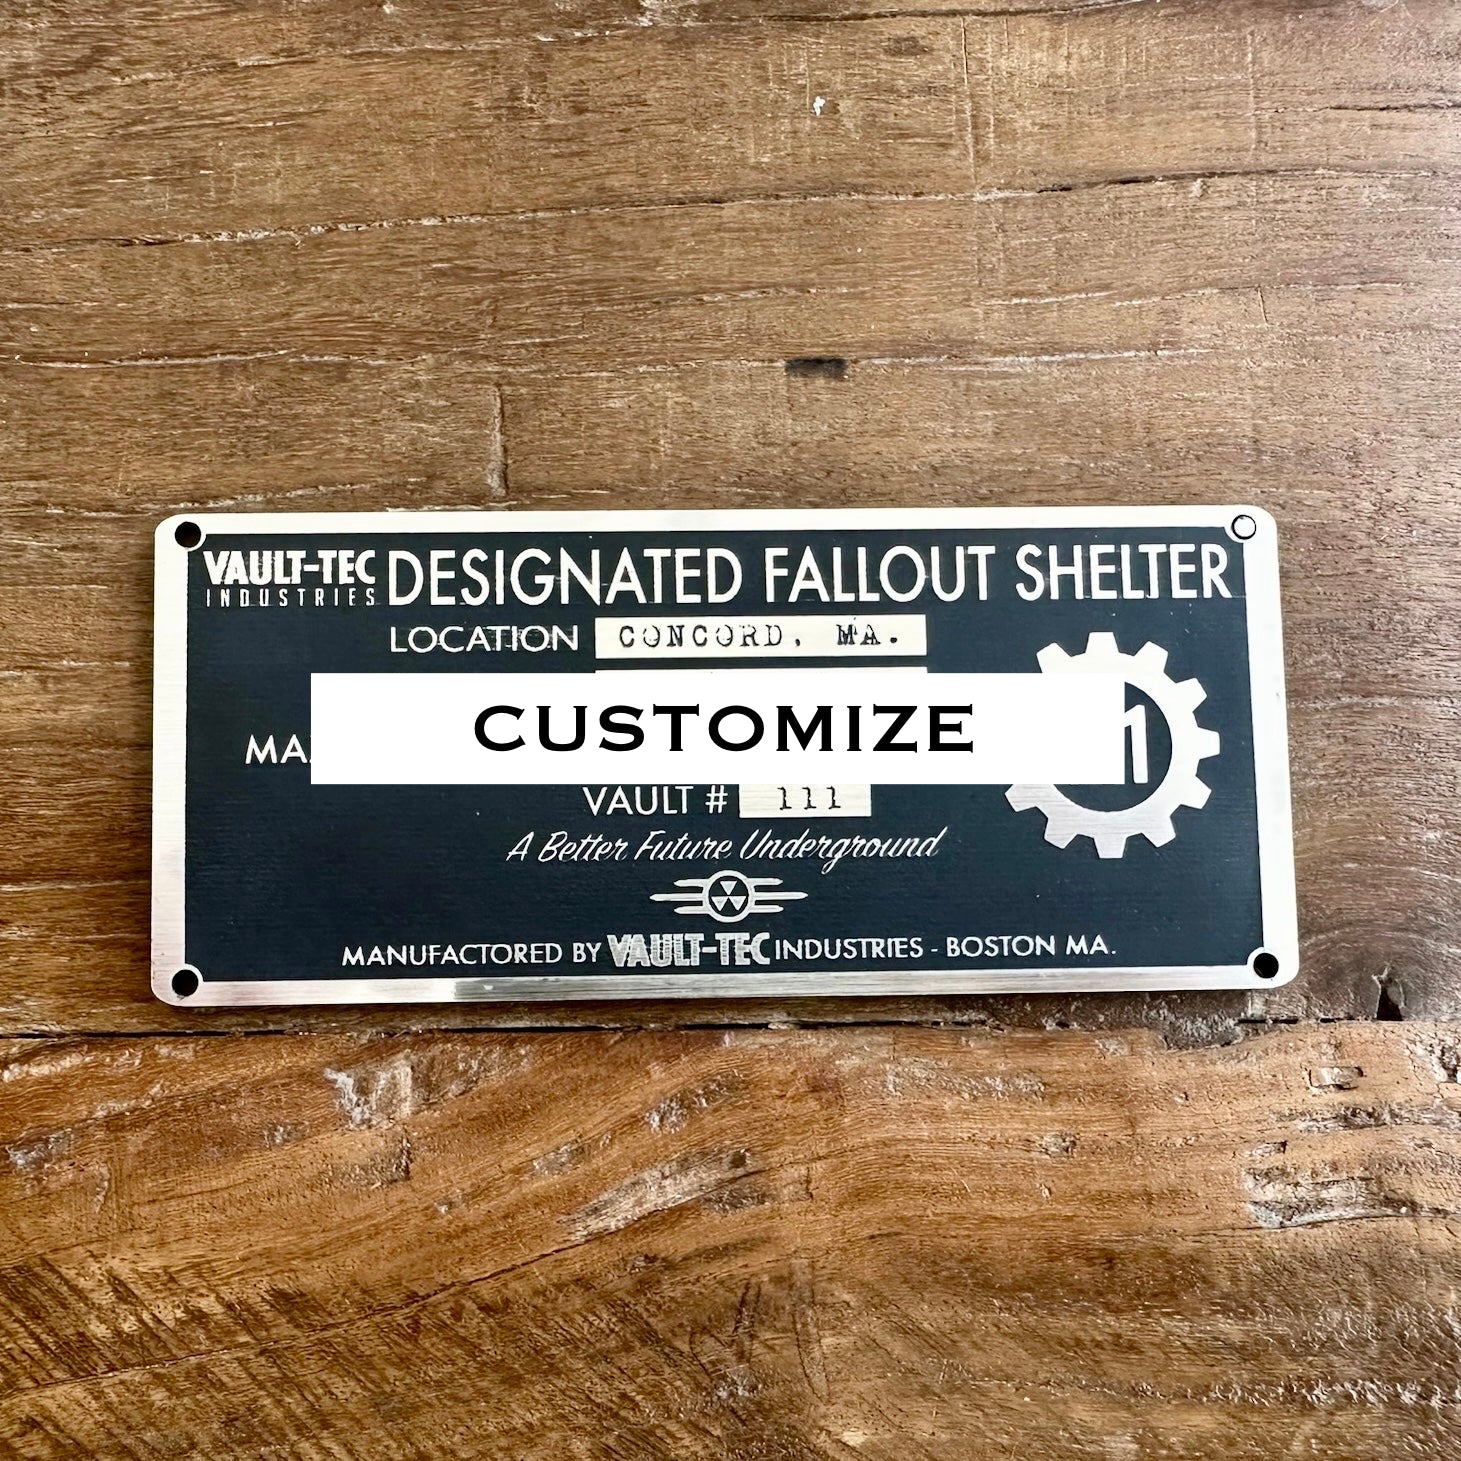 VAULT-TEC
INDUSTRIES
DESIGNATED FALLOUT SHELTER
LOCATION CONCORD, MA.
CUSTOMIZE
VAULT # 111
A Better Future Underground
MANUFACTORED BY VAULT-TEC INDUSTRIES - BOSTON MA.